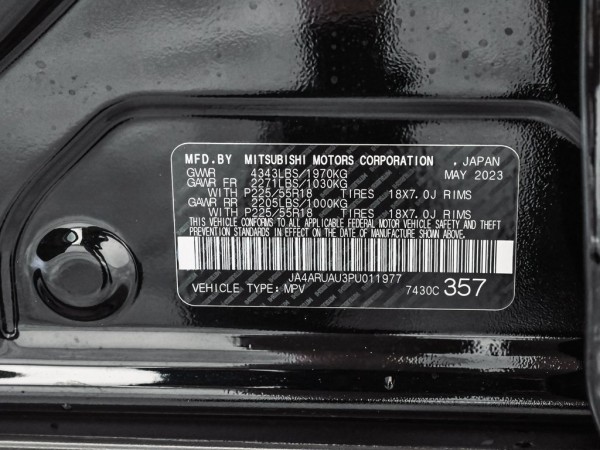 MFD.BY MITSUBISHI MOTORS CORPORATION , JAPAN
GVWR 4343LBS/1970KG MAY 2023
GAWR FR 2271LBS/1030KG
WITH P225/55R18 TIRES 18X7.0J RIMS
GAWR RR 2205LBS/1000KG
WITH P225/55R18 TIRES 18X7.0J RIMS
THIS VEHICLE CONFORMS TO ALL APPLICABLE FEDERAL MOTOR VEHICLE SAFETY AND THEFT
PREVENTION STANDARDS IN EFFECT ON THE DATE OF MANUFACTURE SHOWN ABOVE.
JA4ARUAU3PU011977
VEHICLE TYPE: MPV 7430C 357